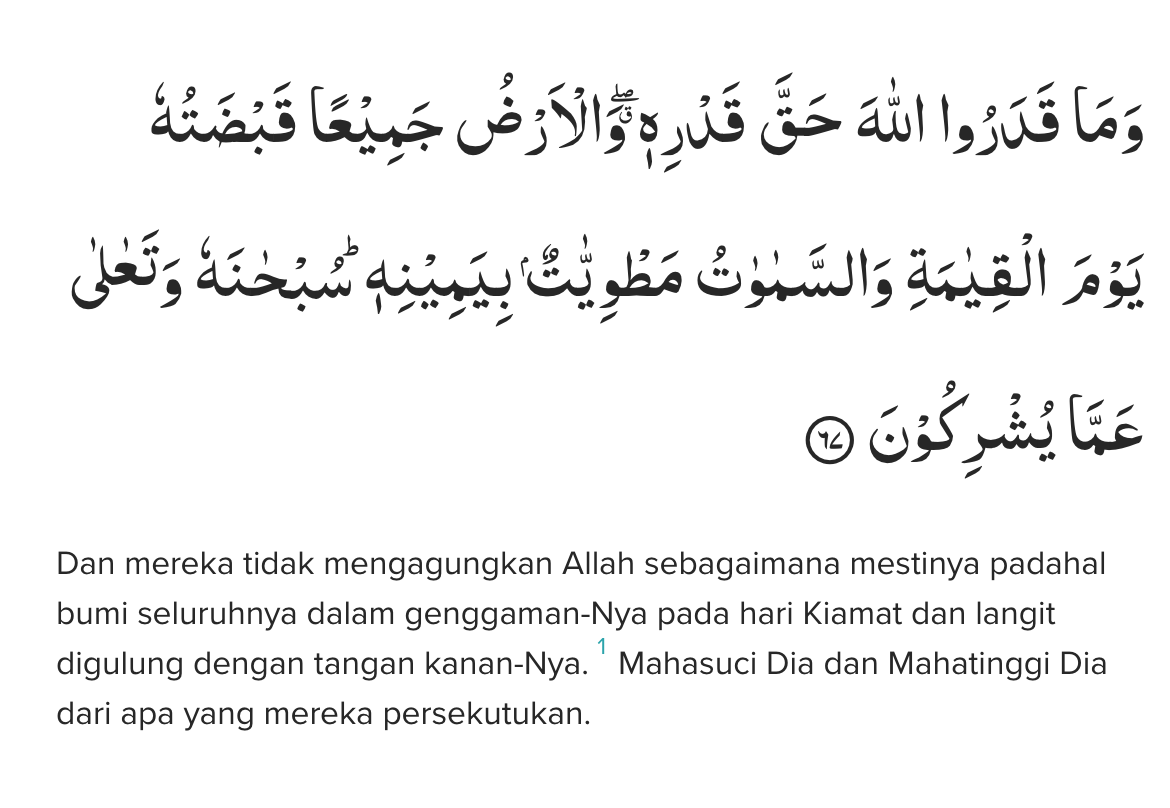 وَمَا قَدَرُوا اللّٰهَ حَقَّ قَدْرِهٖۖ وَالْاَرْضُ جَمِيْعًا قَبْضَتُهٗ
يَوْمَ الْقِيٰمَةِ وَالسَّمٰوٰتُ مَطْوِيّٰتٌۢ بِيَمِيْنِهٖ ۗسُبْحٰنَهٗ وَتَعٰلٰى
عَمَّا يُشْرِكُوْنَ ٦٧
Dan mereka tidak mengagungkan Allah sebagaimana mestinya padahal
bumi seluruhnya dalam genggaman-Nya pada hari Kiamat dan langit
digulung dengan tangan kanan-Nya. 1 Mahasuci Dia dan Mahatinggi Dia
dari apa yang mereka persekutukan.